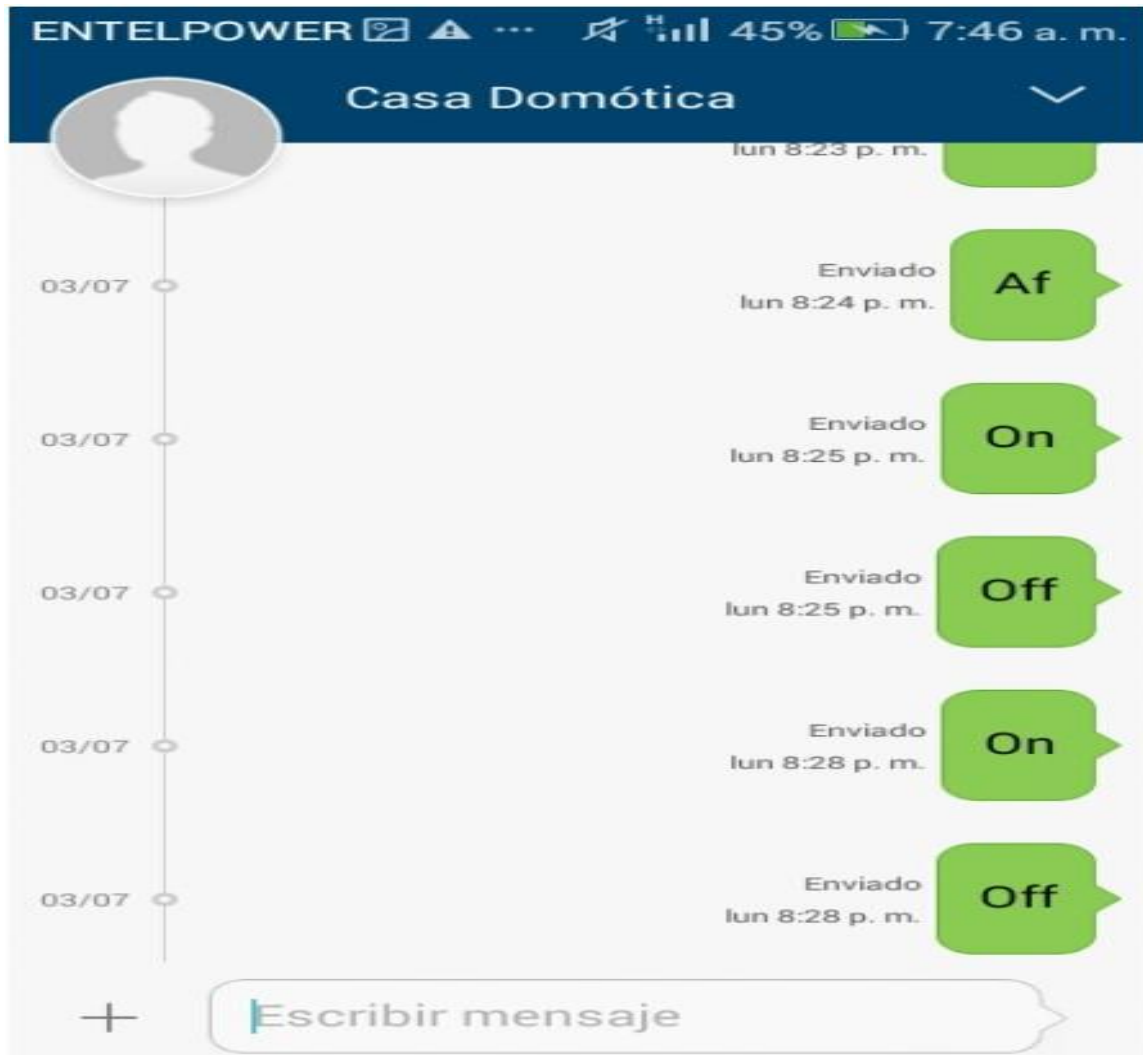 ENTELPOWER ... H 45% 7:46 a. m.
Casa Domótica
lun 8:23 p. m.
Enviado
03/07
lun 8:24 p. m.
Af
Enviado
03/07
lun 8:25 p. m.
On
Enviado
03/07
lun 8:25 p. m.
Off
Enviado
03/07
lun 8:28 p. m.
On
Enviado
03/07
lun 8:28 p. m.
Off
Escribir mensaje